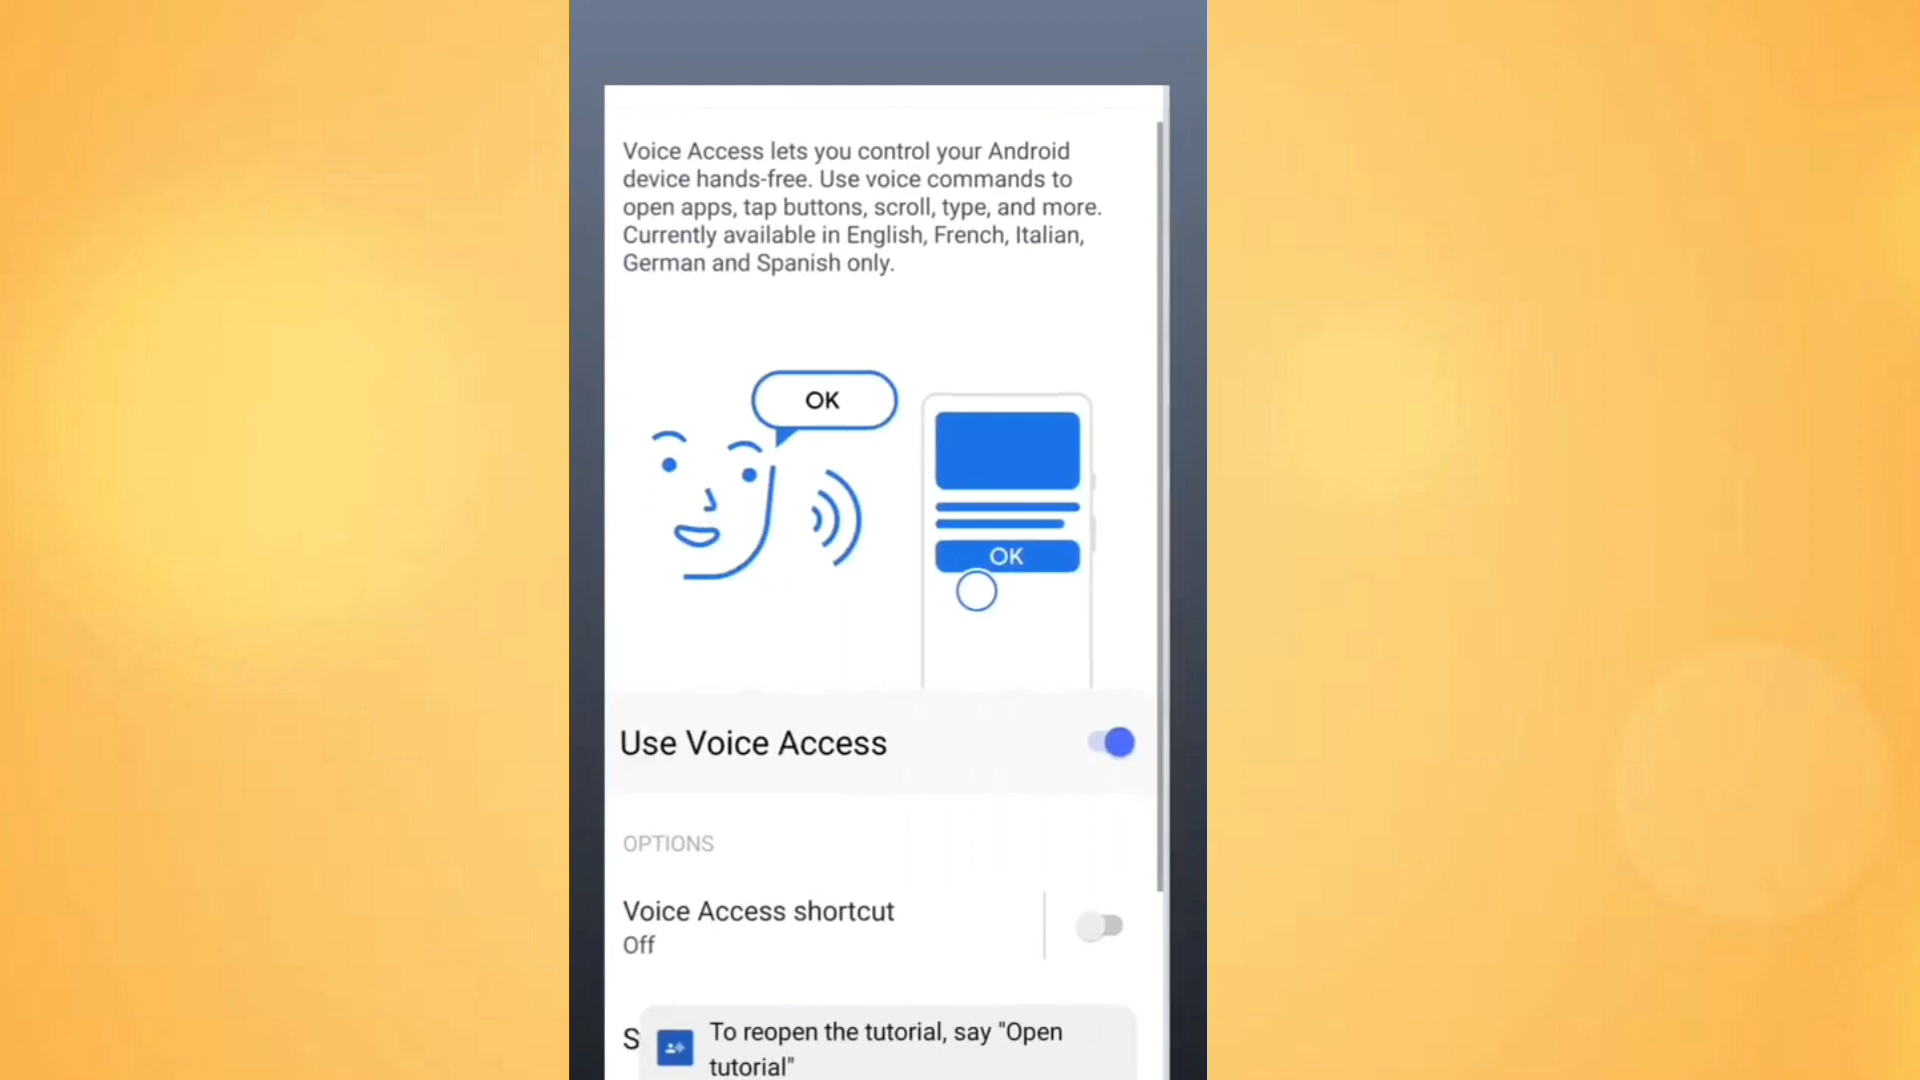 Voice Access lets you control your Android
device hands-free. Use voice commands to
open apps, tap buttons, scroll, type, and more.
Currently available in English, French, Italian,
German and Spanish only.
OK
OK
Use Voice Access
OPTIONS
Voice Access shortcut
Off
S
To reopen the tutorial, say "Open
tutorial"